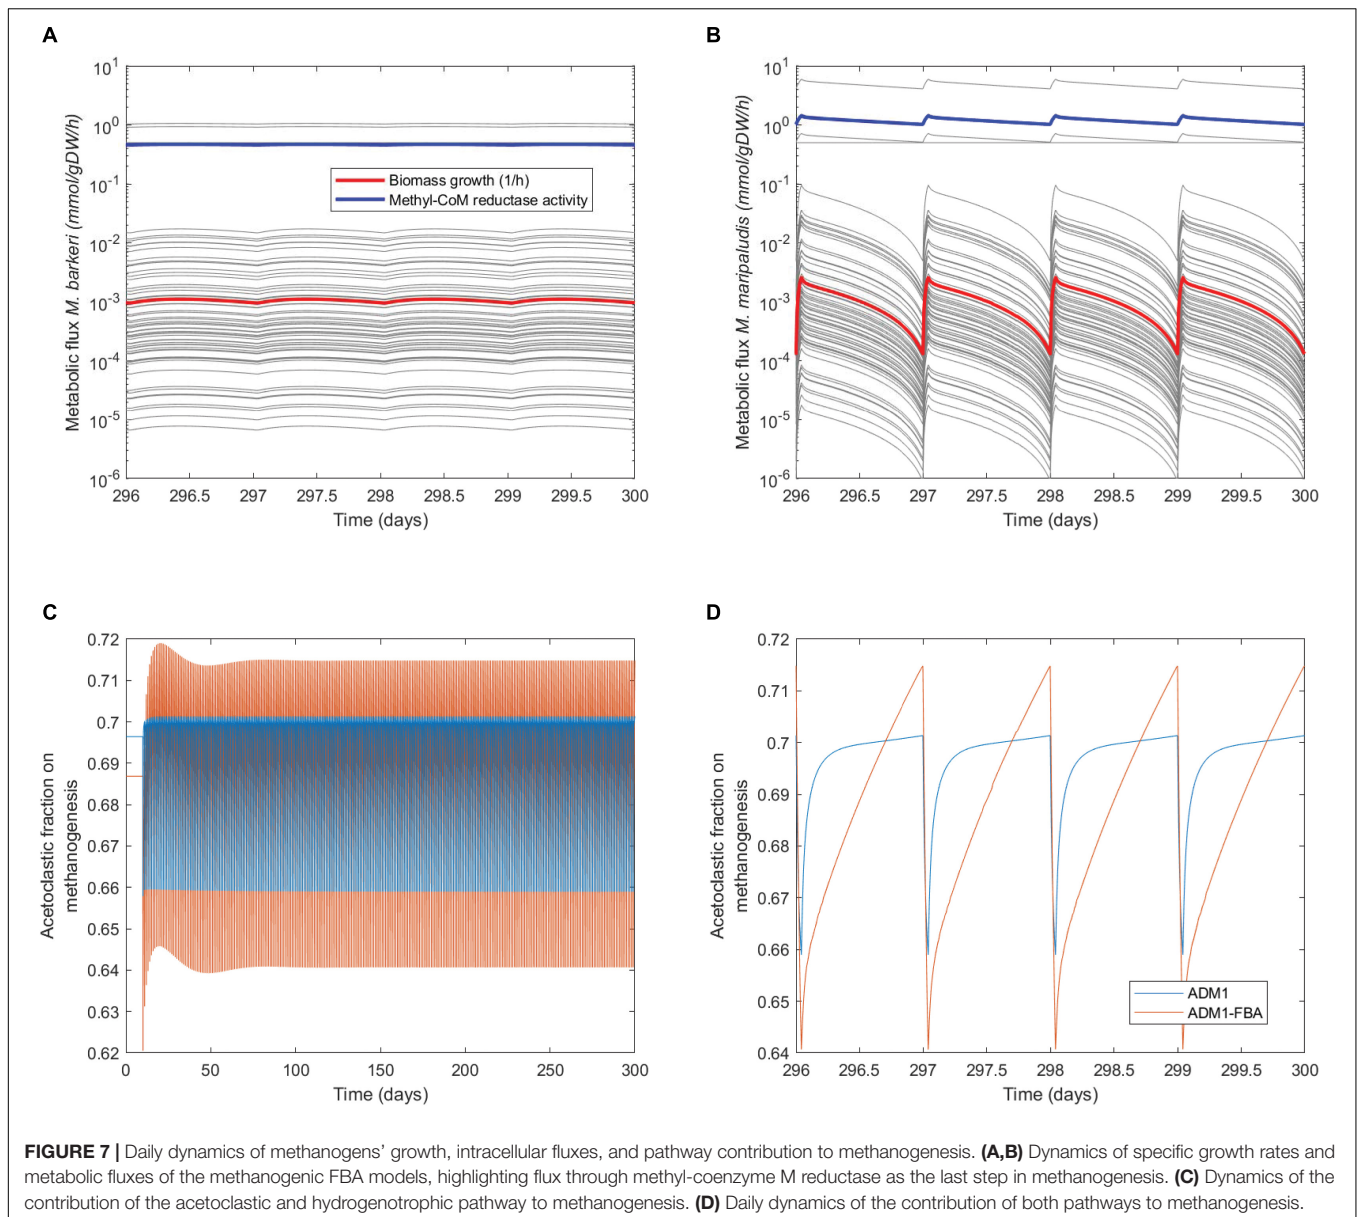 A
Metabolic flux M. barkeri (mmol/gDW/h)
10^1
10^0
10^-1
10^-2
10^-3
10^-4
10^-5
10^-6
Biomass growth (1/h)
Methyl-CoM reductase activity
296 296.5 297 297.5 298 298.5 299 299.5 300
Time (days)
B
Metabolic flux M. maripaludis (mmol/gDW/h)
10^1
10^0
10^-1
10^-2
10^-3
10^-4
10^-5
10^-6
296 296.5 297 297.5 298 298.5 299 299.5 300
Time (days)
C
Acetoclastic fraction on
methanogenesis
0.72
0.71
0.7
0.69
0.68
0.67
0.66
0.65
0.64
0.63
0.62
0 50 100 150 200 250 300
Time (days)
D
Acetoclastic fraction on
methanogenesis
0.72
0.71
0.7
0.69
0.68
0.67
0.66
0.65
0.64
ADM1
ADM1-FBA
296 296.5 297 297.5 298 298.5 299 299.5 300
Time (days)
FIGURE 7 | Daily dynamics of methanogens' growth, intracellular fluxes, and pathway contribution to methanogenesis. (A,B) Dynamics of specific growth rates and
metabolic fluxes of the methanogenic FBA models, highlighting flux through methyl-coenzyme M reductase as the last step in methanogenesis. (C) Dynamics of the
contribution of the acetoclastic and hydrogenotrophic pathway to methanogenesis. (D) Daily dynamics of the contribution of both pathways to methanogenesis.